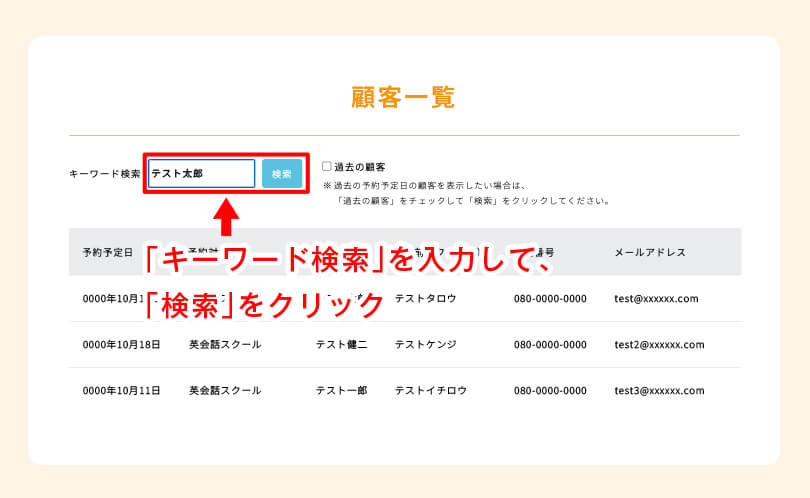 顧客一覧
キーワード検索 テスト太郎 検索
過去の顧客
※ 過去の予約予定日の顧客を表示したい場合は、
「過去の顧客」をチェックして「検索」をクリックしてください。
予約予定日 番号 メールアドレス
「キーワード検索」を入力して、
0000年10月 テストタロウ 080-0000-0000 test@xxxxxx.com
「検索」をクリック
0000年10月18日 英会話スクール テスト健二 テストケンジ 080-0000-0000 test2@xxxxxx.com
0000年10月11日 英会話スクール テスト一郎 テストイチロウ 080-0000-0000 test3@xxxxxx.com